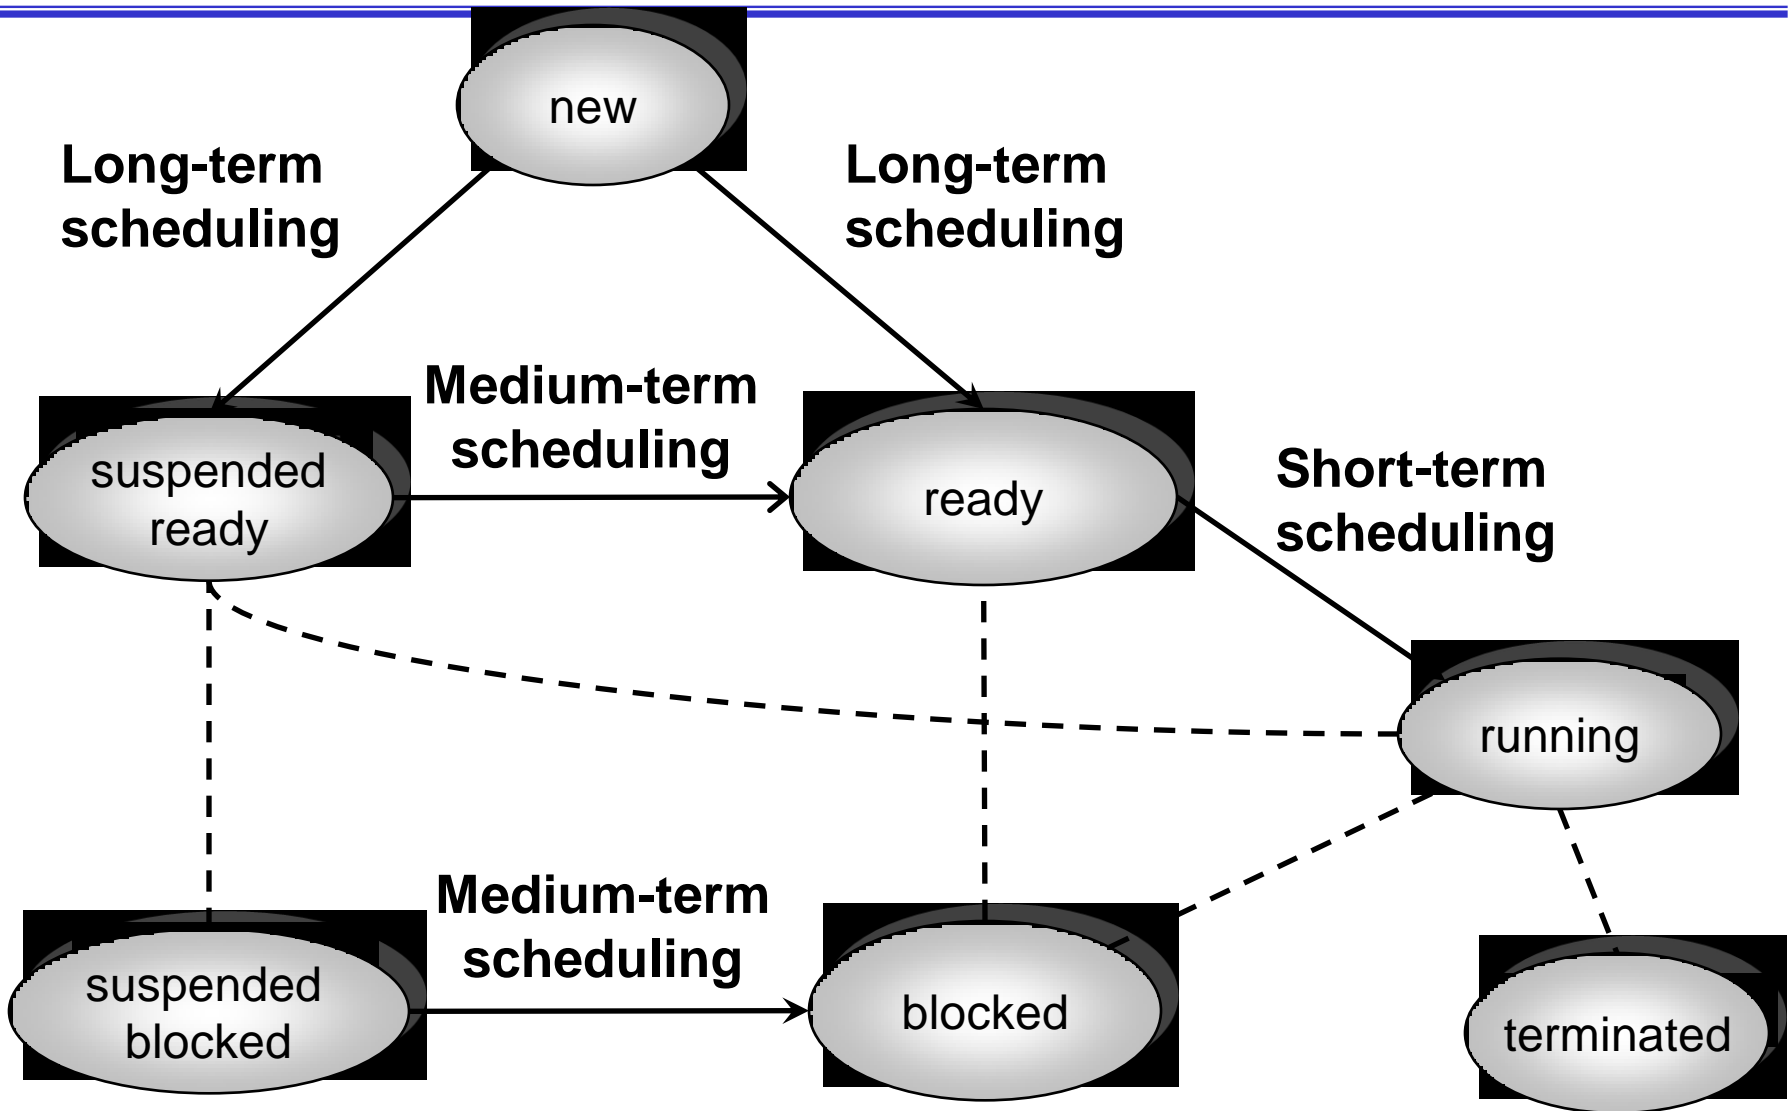 new
Long-term
scheduling
Long-term
scheduling
Medium-term
scheduling
suspended
ready
ready
Short-term
scheduling
running
Medium-term
scheduling
suspended
blocked
blocked
terminated